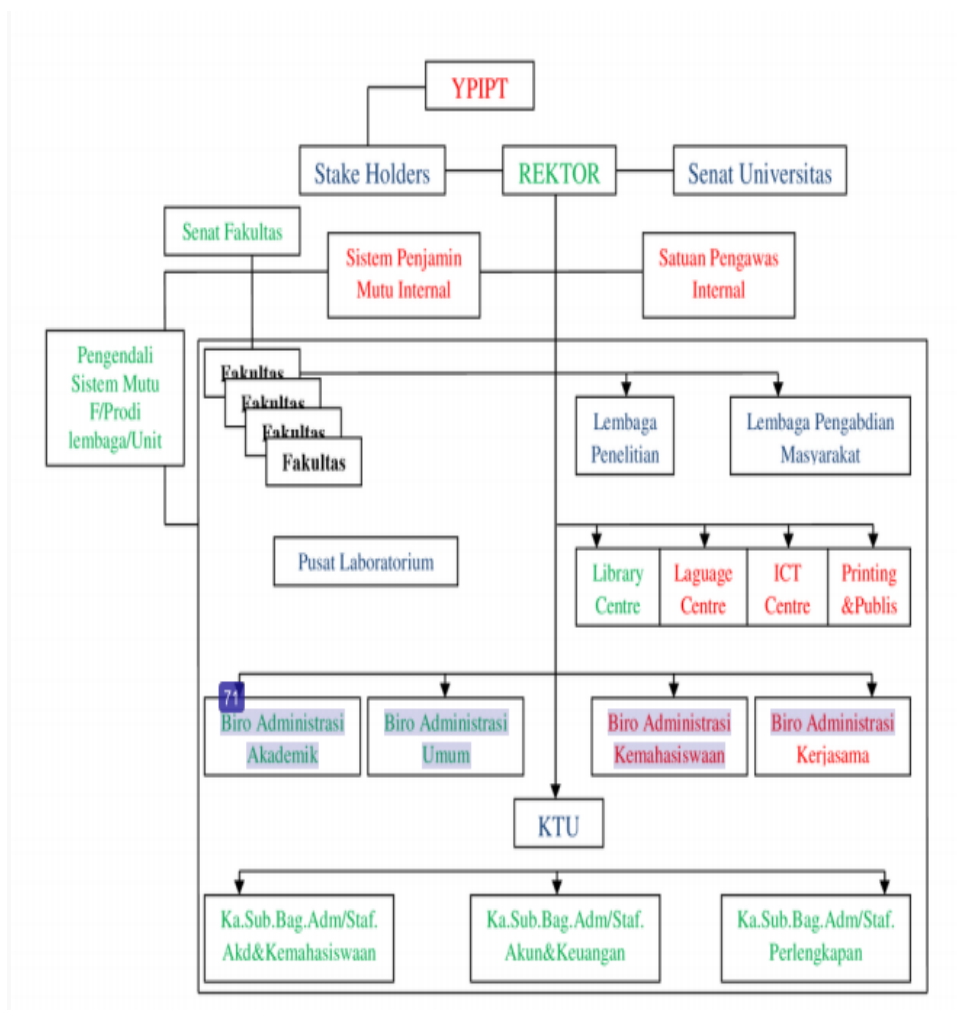 YPIPT
Stake Holders
REKTOR
Senat Universitas
Senat Fakultas
Sistem Penjamin
Mutu Internal
Satuan Pengawas
Internal
Pengendali
Sistem Mutu
F/Prodi
lembaga/Unit
Fakultas
Fakultas
Fakultas
Fakultas
Lembaga
Penelitian
Lembaga Pengabdian
Masyarakat
Pusat Laboratorium
Library
Centre
Laguage
Centre
ICT
Centre
Printing
&Publis
71
Biro Administrasi
Akademik
Biro Administrasi
Umum
Biro Administrasi
Kemahasiswaan
Biro Administrasi
Kerjasama
KTU
Ka.Sub.Bag.Adm/Staf.
Akd&Kemahasiswaan
Ka.Sub.Bag.Adm/Staf.
Akun&Keuangan
Ka.Sub.Bag.Adm/Staf.
Perlengkapan